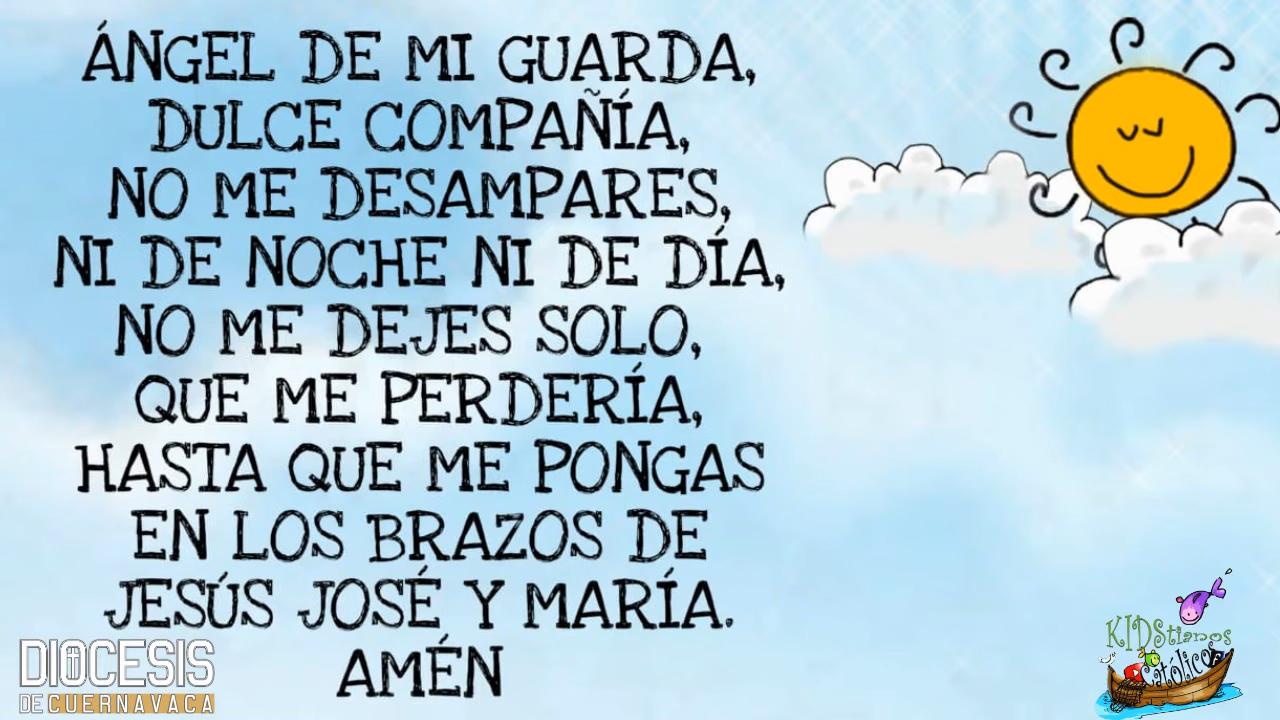 ÁNGEL DE MI GUARDA,
DULCE COMPAÑÍA,
NO ME DESAMPARES,
NI DE NOCHE NI DE DÍA,
NO ME DEJES SOLO,
QUE ME PERDERÍA,
HASTA QUE ME PONGAS
EN LOS BRAZOS DE
JESÚS JOSÉ Y MARÍA.
AMÉN
DIOCESIS
DE CUERNAVACA
KIDStianos
católicos